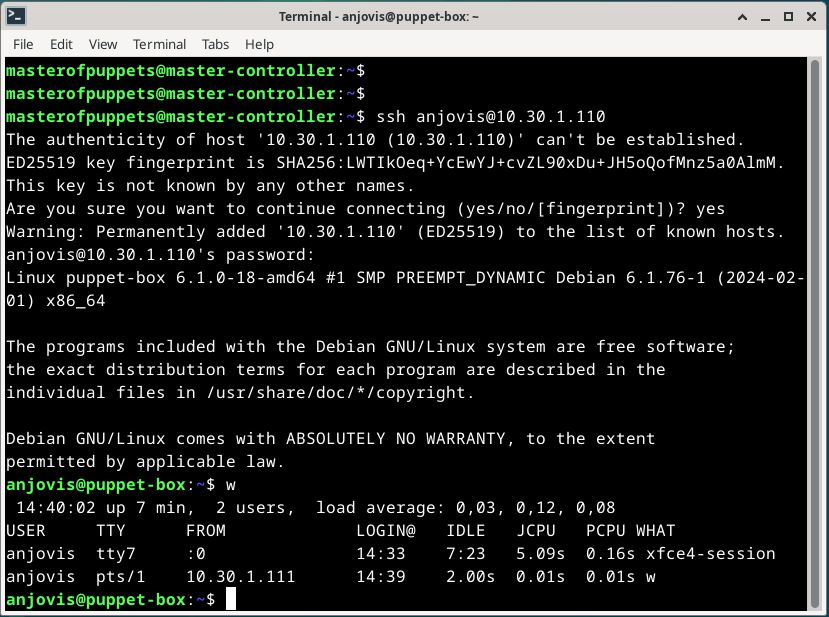 Terminal - anjovis@puppet-box: ~
File Edit View Terminal Tabs Help
masterofpuppets@master-controller:~$
masterofpuppets@master-controller:~$
masterofpuppets@master-controller:~$ ssh anjovis@10.30.1.110
The authenticity of host '10.30.1.110 (10.30.1.110)' can't be established.
ED25519 key fingerprint is SHA256:LWTIkOeq+YcEwYJ+cvZL90xDu+JH5oQofMnz5a0AlmM.
This key is not known by any other names.
Are you sure you want to continue connecting (yes/no/[fingerprint])? yes
Warning: Permanently added '10.30.1.110' (ED25519) to the list of known hosts.
anjovis@10.30.1.110's password:
Linux puppet-box 6.1.0-18-amd64 #1 SMP PREEMPT_DYNAMIC Debian 6.1.76-1 (2024-02-
01) x86_64
The programs included with the Debian GNU/Linux system are free software;
the exact distribution terms for each program are described in the
individual files in /usr/share/doc/*/copyright.
Debian GNU/Linux comes with ABSOLUTELY NO WARRANTY, to the extent
permitted by applicable law.
anjovis@puppet-box:~$ w
 14:40:02 up 7 min,  2 users,  load average: 0,03, 0,12, 0,08
USER     TTY      FROM             LOGIN@   IDLE   JCPU   PCPU WHAT
anjovis  tty7     :0               14:33    7:23   5.09s  0.16s xfce4-session
anjovis  pts/1    10.30.1.111      14:39    2.00s  0.01s  0.01s w
anjovis@puppet-box:~$